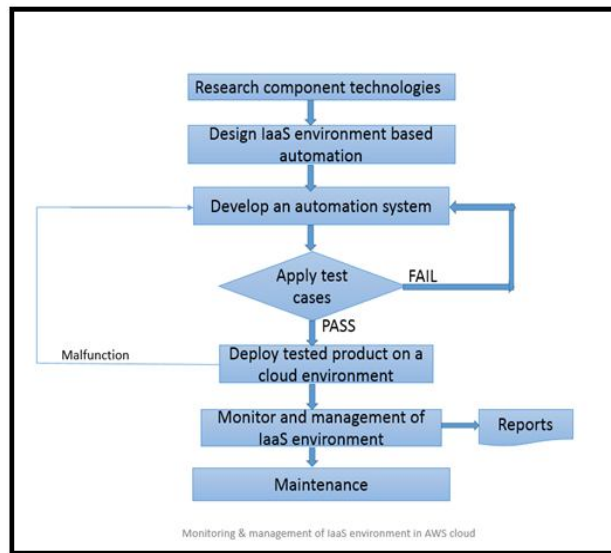 Research component technologies
Design IaaS environment based
automation
Develop an automation system
Apply test
cases
FAIL
PASS
Malfunction
Deploy tested product on a
cloud environment
Monitor and management of
IaaS environment
Reports
Maintenance
Monitoring & management of IaaS environment in AWS cloud